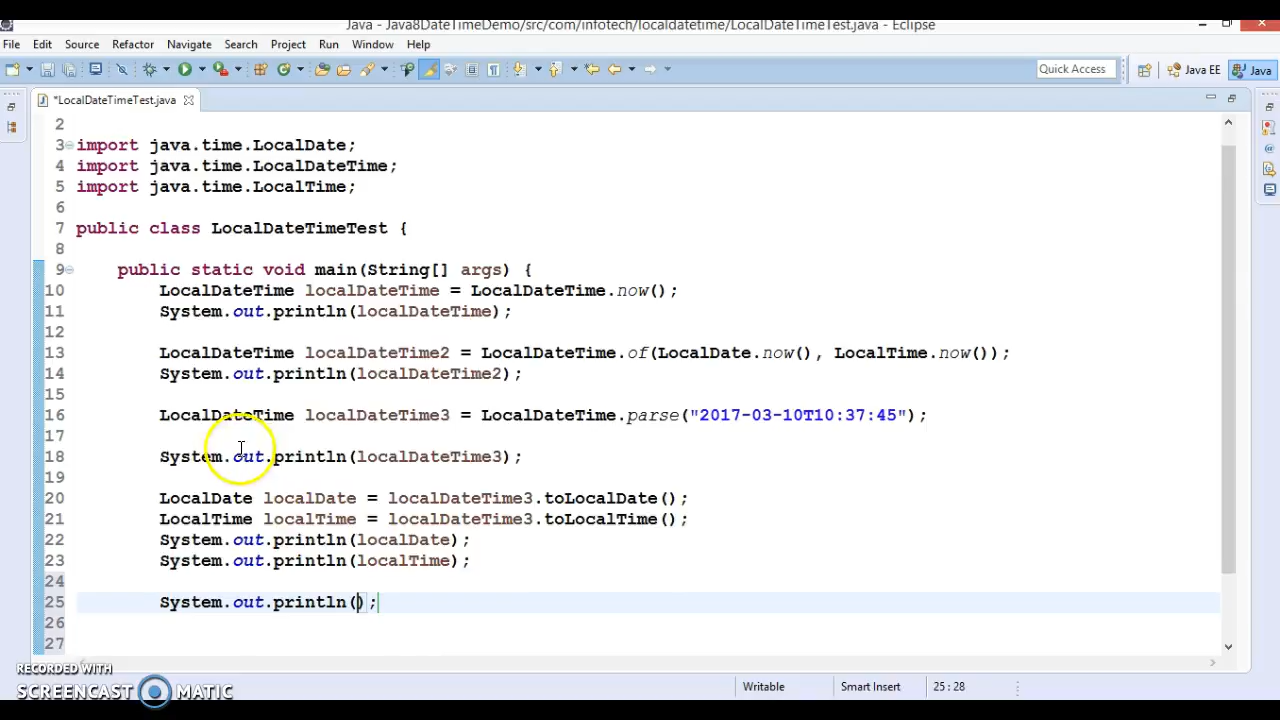 Java - Java8DateTimeDemo/src/com/infotech/localdatetime/LocalDateTimeTest.java - Eclipse
File Edit Source Refactor Navigate Search Project Run Window Help
Quick Access Java EE Java
*LocalDateTimeTest.java
2
3 import java.time.LocalDate;
4 import java.time.LocalDateTime;
5 import java.time.LocalTime;
6
7 public class LocalDateTimeTest {
8
9 public static void main(String[] args) {
10 LocalDateTime localDateTime = LocalDateTime.now();
11 System.out.println(localDateTime);
12
13 LocalDateTime localDateTime2 = LocalDateTime.of(LocalDate.now(), LocalTime.now());
14 System.out.println(localDateTime2);
15
16 LocalDateTime localDateTime3 = LocalDateTime.parse("2017-03-10T10:37:45");
17
18 System.out.println(localDateTime3);
19
20 LocalDate localDate = localDateTime3.toLocalDate();
21 LocalTime localTime = localDateTime3.toLocalTime();
22 System.out.println(localDate);
23 System.out.println(localTime);
24
25 System.out.println();
26
27
RECORDED WITH
SCREENCAST MATIC
Writable Smart Insert 25 : 28